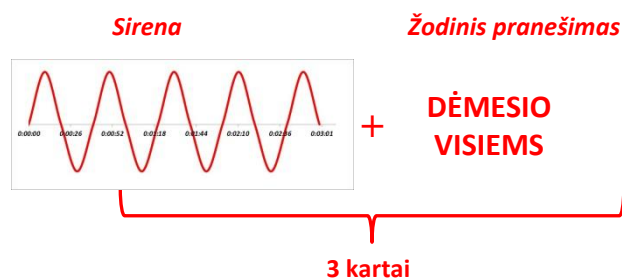 Sirena
Žodinis pranešimas
0:00:00 0:00:26 0:00:52 0:01:18 0:01:44 0:02:10 0:02:36 0:03:01
+
DĖMESIO
VISIEMS
3 kartai